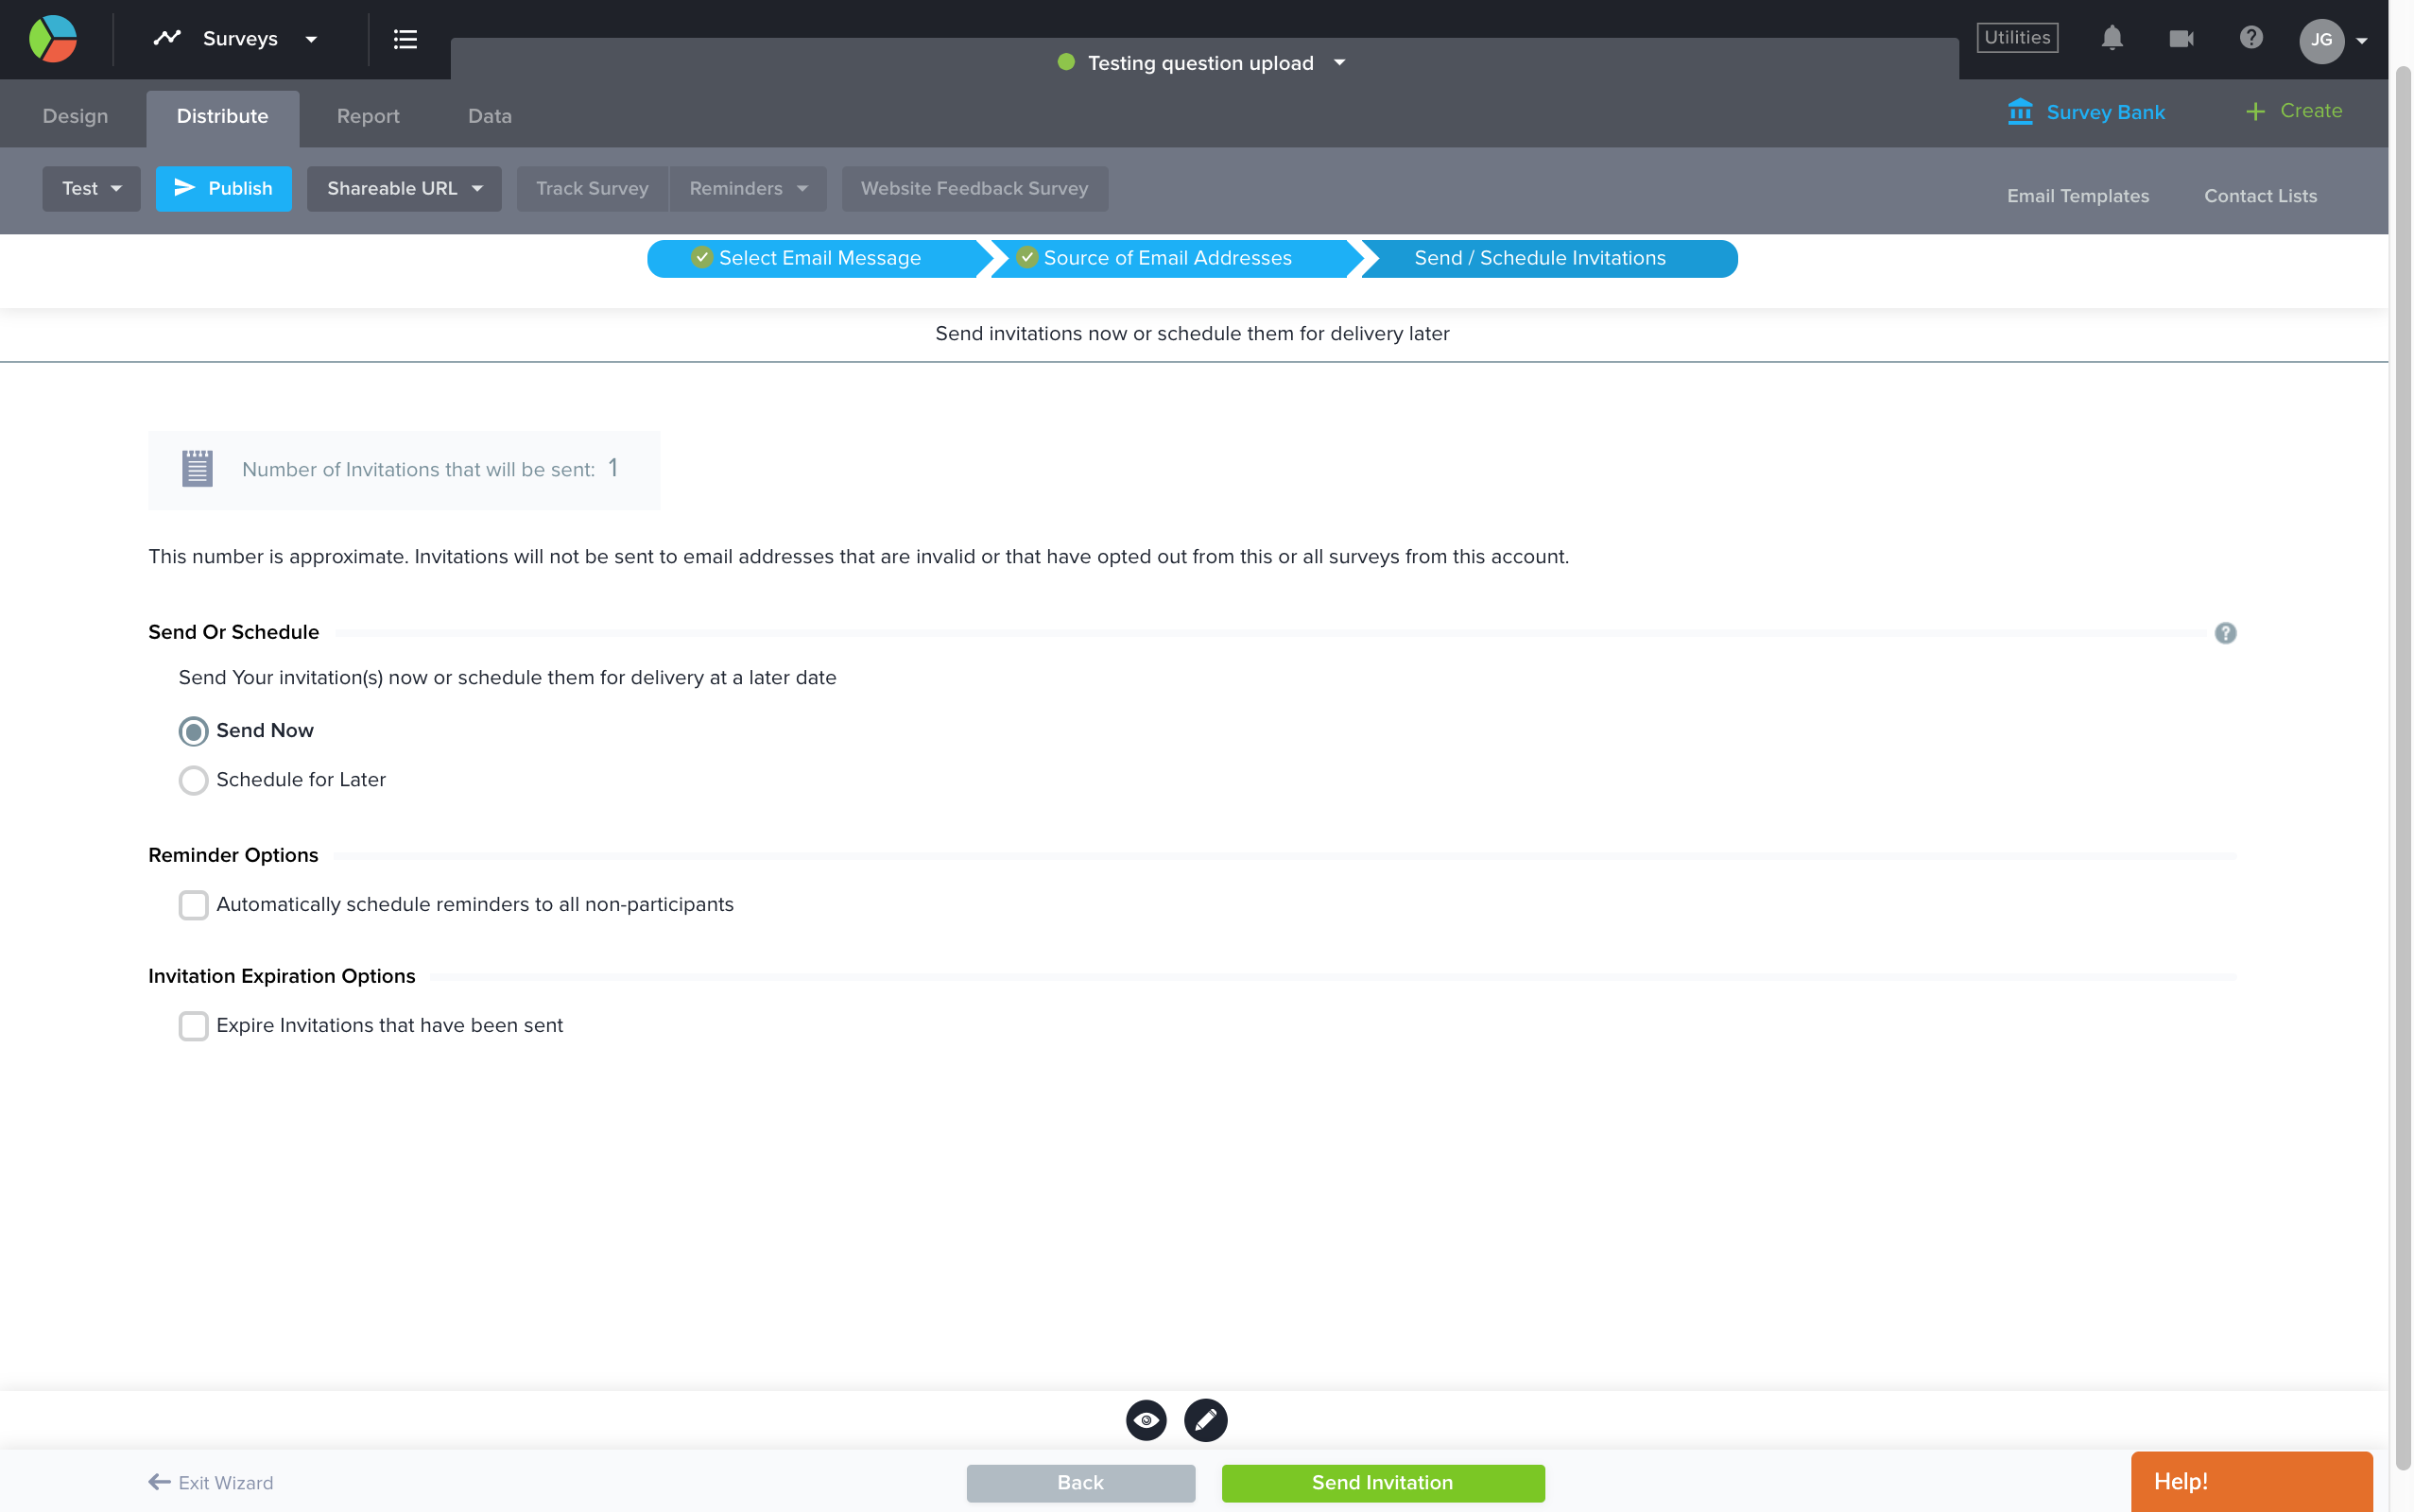 Surveys
Testing question upload
Utilities
JG
Design
Distribute
Report
Data
Survey Bank
Create
Test
Publish
Shareable URL
Track Survey
Reminders
Website Feedback Survey
Email Templates
Contact Lists
Select Email Message
Source of Email Addresses
Send / Schedule Invitations
Send invitations now or schedule them for delivery later
Number of Invitations that will be sent: 1
This number is approximate. Invitations will not be sent to email addresses that are invalid or that have opted out from this or all surveys from this account.
Send Or Schedule
Send Your invitation(s) now or schedule them for delivery at a later date
Send Now
Schedule for Later
Reminder Options
Automatically schedule reminders to all non-participants
Invitation Expiration Options
Expire Invitations that have been sent
Exit Wizard
Back
Send Invitation
Help!